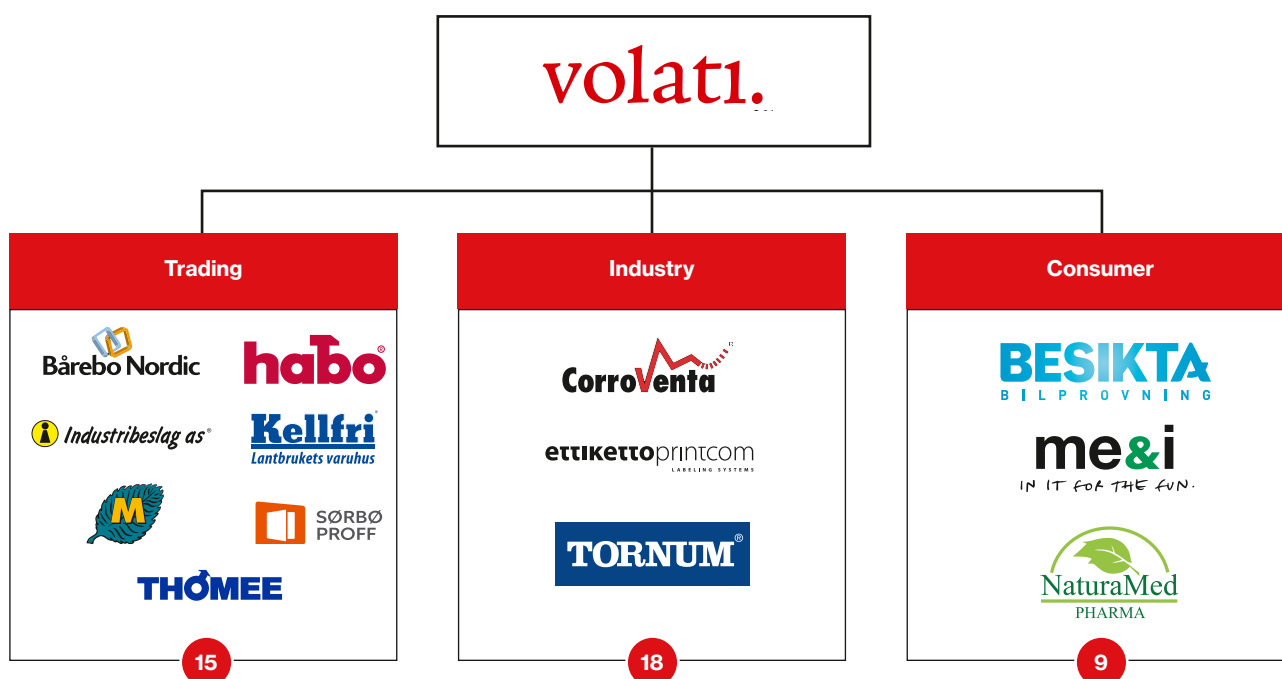 volati.
Trading
Industry
Consumer
Bårebo Nordic
habo
Industribeslag as
Kellfri
Lantbrukets varuhus
M
SØRBØ
PROFF
THOMEE
15
CorroVenta
ettikettoprintcom
LABELING SYSTEMS
TORNUM
18
BESIKTA
BILPROVNING
me&i
IN IT FOR THE FUN.
NaturaMed
PHARMA
9